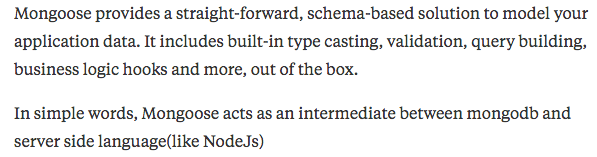 Mongoose provides a straight-forward, schema-based solution to model your
application data. It includes built-in type casting, validation, query building,
business logic hooks and more, out of the box.
In simple words, Mongoose acts as an intermediate between mongodb and
server side language(like NodeJs)